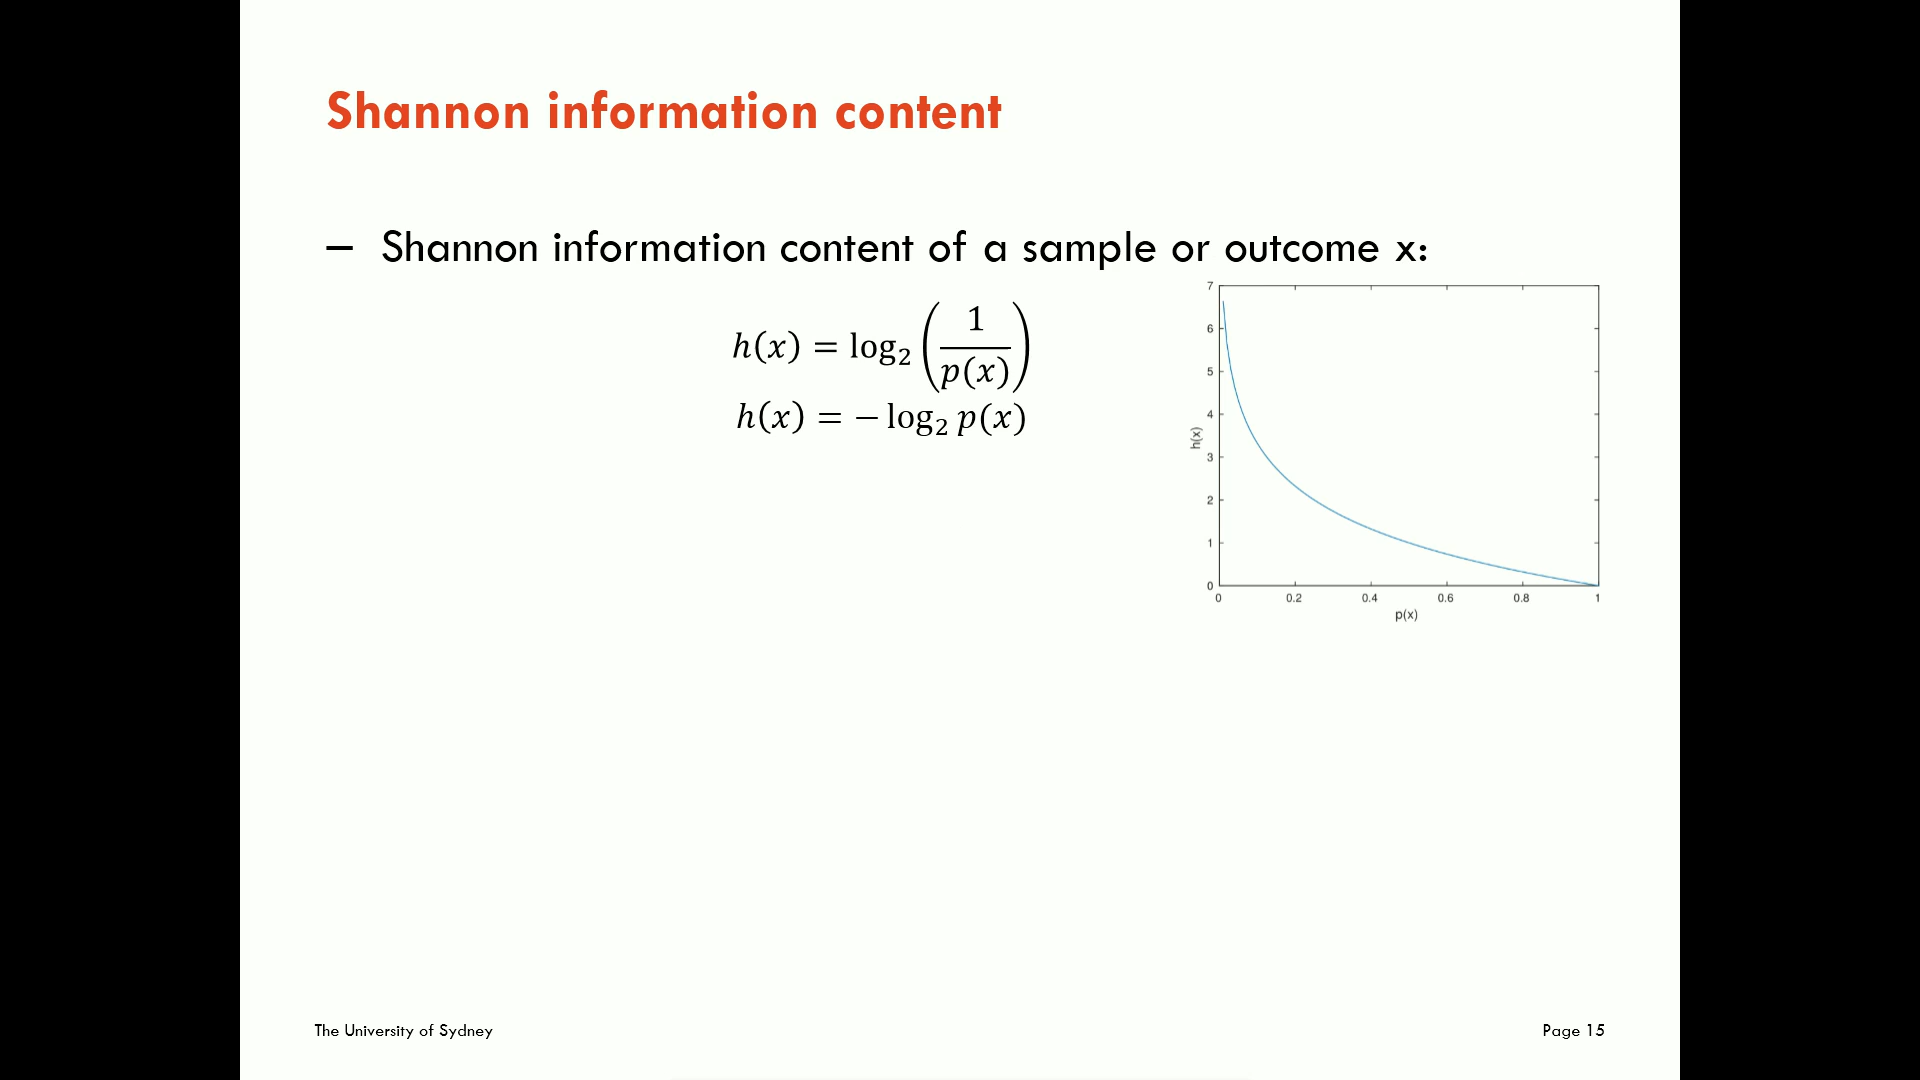 Shannon information content
– Shannon information content of a sample or outcome x:
h(x) = log₂ (1/p(x))
h(x) = − log₂ p(x)
7
6
5
4
3
2
1
0
h(x)
0 0.2 0.4 0.6 0.8 1
p(x)
The University of Sydney
Page 15